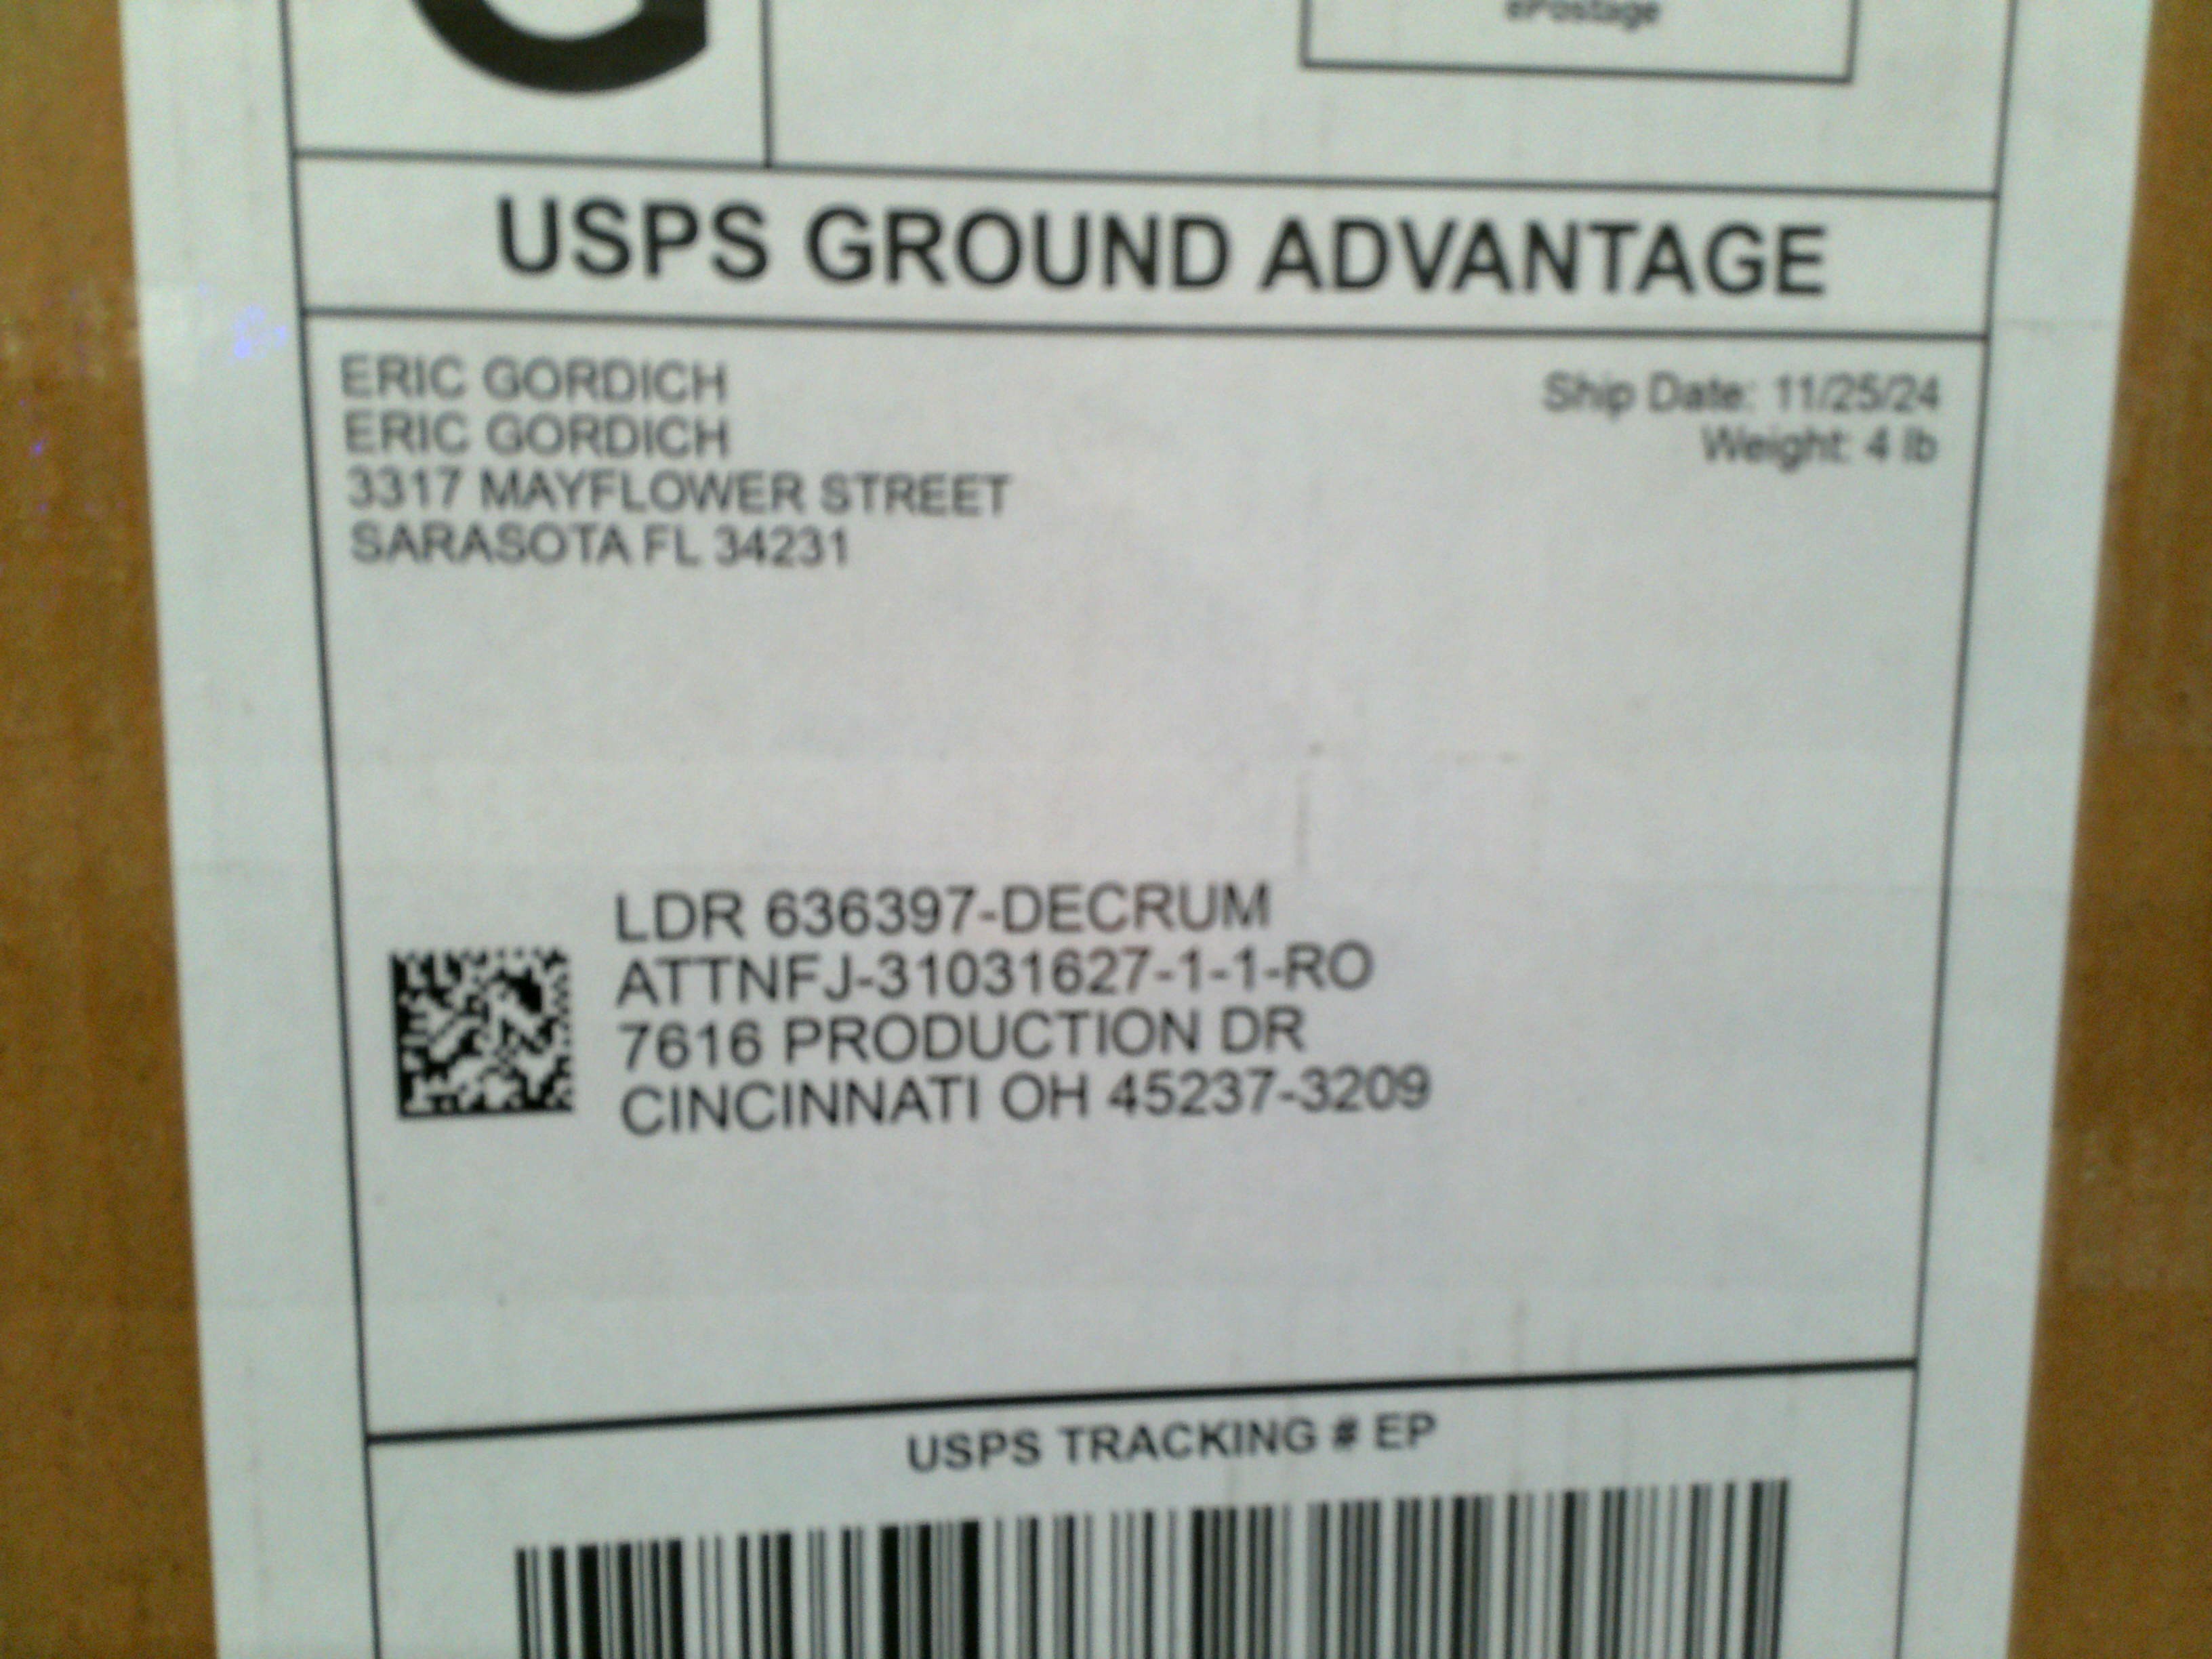 G
ePostage
USPS GROUND ADVANTAGE
ERIC GORDICH
ERIC GORDICH
3317 MAYFLOWER STREET
SARASOTA FL 34231
Ship Date: 11/25/24
Weight: 4 lb
LDR 636397-DECRUM
ATTNFJ-31031627-1-1-RO
7616 PRODUCTION DR
CINCINNATI OH 45237-3209
USPS TRACKING # EP